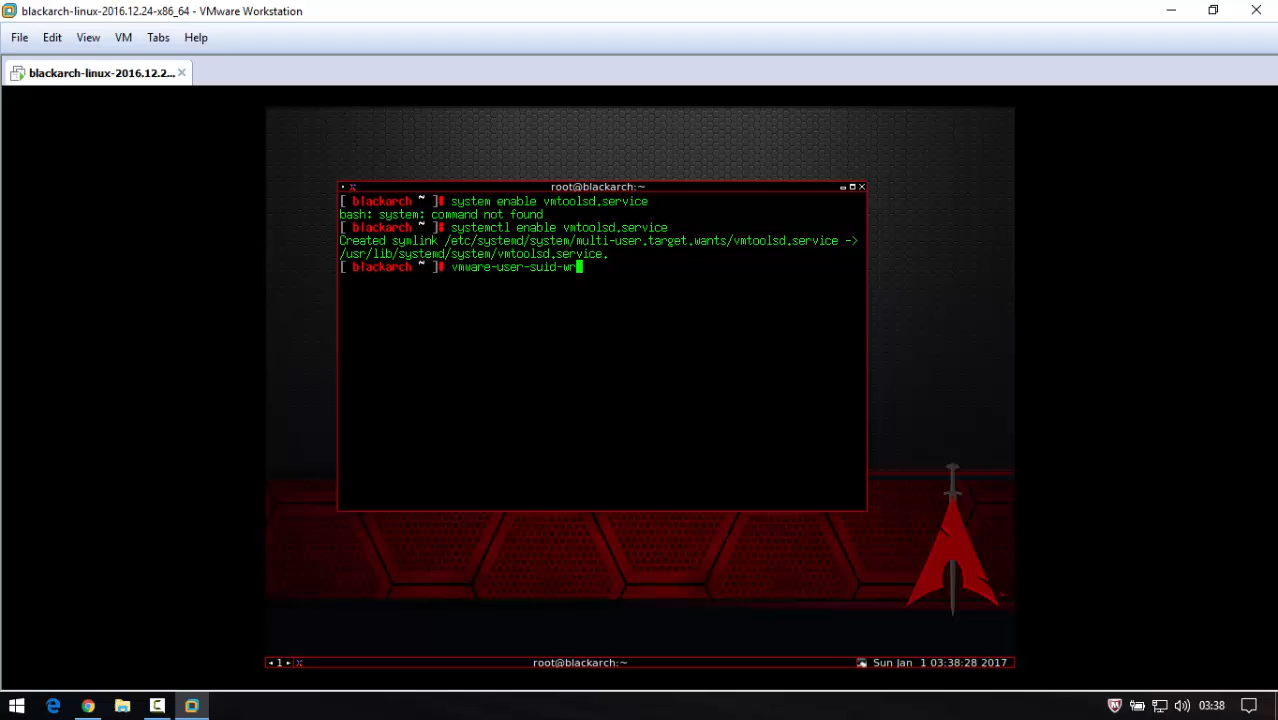 blackarch-linux-2016.12.24-x86_64 - VMware Workstation
File Edit View VM Tabs Help
blackarch-linux-2016.12.2...
root@blackarch:~
[ blackarch ~ ]# system enable vmtoolsd.service
bash: system: command not found
[ blackarch ~ ]# systemctl enable vmtoolsd.service
Created symlink /etc/systemd/system/multi-user.target.wants/vmtoolsd.service ->
/usr/lib/systemd/system/vmtoolsd.service.
[ blackarch ~ ]# vmware-user-suid-wr
1 root@blackarch:~ Sun Jan 1 03:38:28 2017
03:38